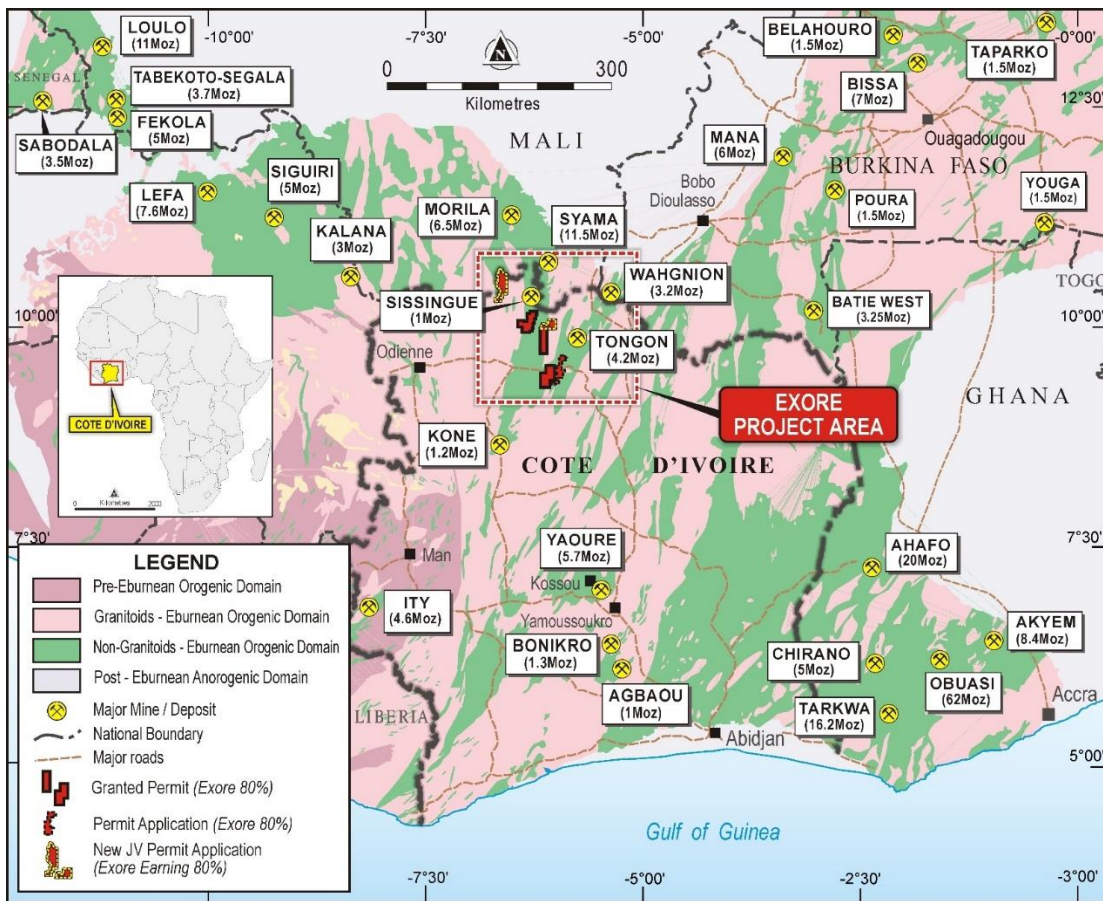 LOULO
(11Moz)
-10°00'
-7°30'
-5°00'
BELAHOURO
(1.5Moz)
-0°00'
TAPARKO
(1.5Moz)
SENEGAL
TABEKOTO-SEGALA
(3.7Moz)
N
0
300
Kilometres
BISSA
(7Moz)
12°30'
FEKOLA
(5Moz)
SABODALA
(3.5Moz)
MALI
MANA
(6Moz)
Ouagadougou
BURKINA FASO
LEFA
(7.6Moz)
SIGUIRI
(5Moz)
MORILA
(6.5Moz)
Bobo
Dioulasso
POURA
(1.5Moz)
YOUGA
(1.5Moz)
KALANA
(3Moz)
SYAMA
(11.5Moz)
WAHGNION
(3.2Moz)
TOGO
SISSINGUE
(1Moz)
BATIE WEST
(3.25Moz)
10°00'
10°00'
Odienne
TONGON
(4.2Moz)
COTE D'IVOIRE
0
2000
Kilometres
EXORE
PROJECT AREA
GHANA
KONE
(1.2Moz)
COTE D'IVOIRE
7°30'
7°30'
Man
YAOURE
(5.7Moz)
Kossou
Yamoussoukro
AHAFO
(20Moz)
ITY
(4.6Moz)
BONIKRO
(1.3Moz)
AGBAOU
(1Moz)
CHIRANO
(5Moz)
AKYEM
(8.4Moz)
OBUASI
(62Moz)
TARKWA
(16.2Moz)
Accra
LIBERIA
Abidjan
5°00'
Gulf of Guinea
-7°30'
-5°00'
-2°30'
-3°00'
LEGEND
Pre-Eburnean Orogenic Domain
Granitoids - Eburnean Orogenic Domain
Non-Granitoids - Eburnean Orogenic Domain
Post - Eburnean Anorogenic Domain
Major Mine / Deposit
National Boundary
Major roads
Granted Permit (Exore 80%)
Permit Application (Exore 80%)
New JV Permit Application
(Exore Earning 80%)